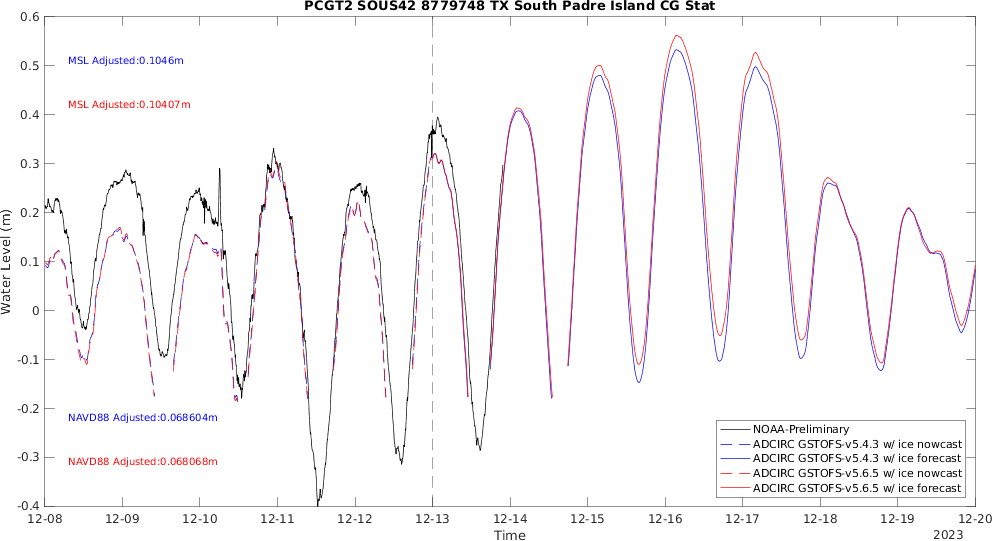 PCGT2 SOUS42 8779748 TX South Padre Island CG Stat
0.6
0.5
0.4
0.3
0.2
0.1
0
-0.1
-0.2
-0.3
-0.4
Water Level (m)
MSL Adjusted:0.1046m
MSL Adjusted:0.10407m
NAVD88 Adjusted:0.068604m
NAVD88 Adjusted:0.068068m
NOAA-Preliminary
ADCIRC GSTOFS-v5.4.3 w/ ice nowcast
ADCIRC GSTOFS-v5.4.3 w/ ice forecast
ADCIRC GSTOFS-v5.6.5 w/ ice nowcast
ADCIRC GSTOFS-v5.6.5 w/ ice forecast
12-08 12-09 12-10 12-11 12-12 12-13 12-14 12-15 12-16 12-17 12-18 12-19 12-20
Time
2023